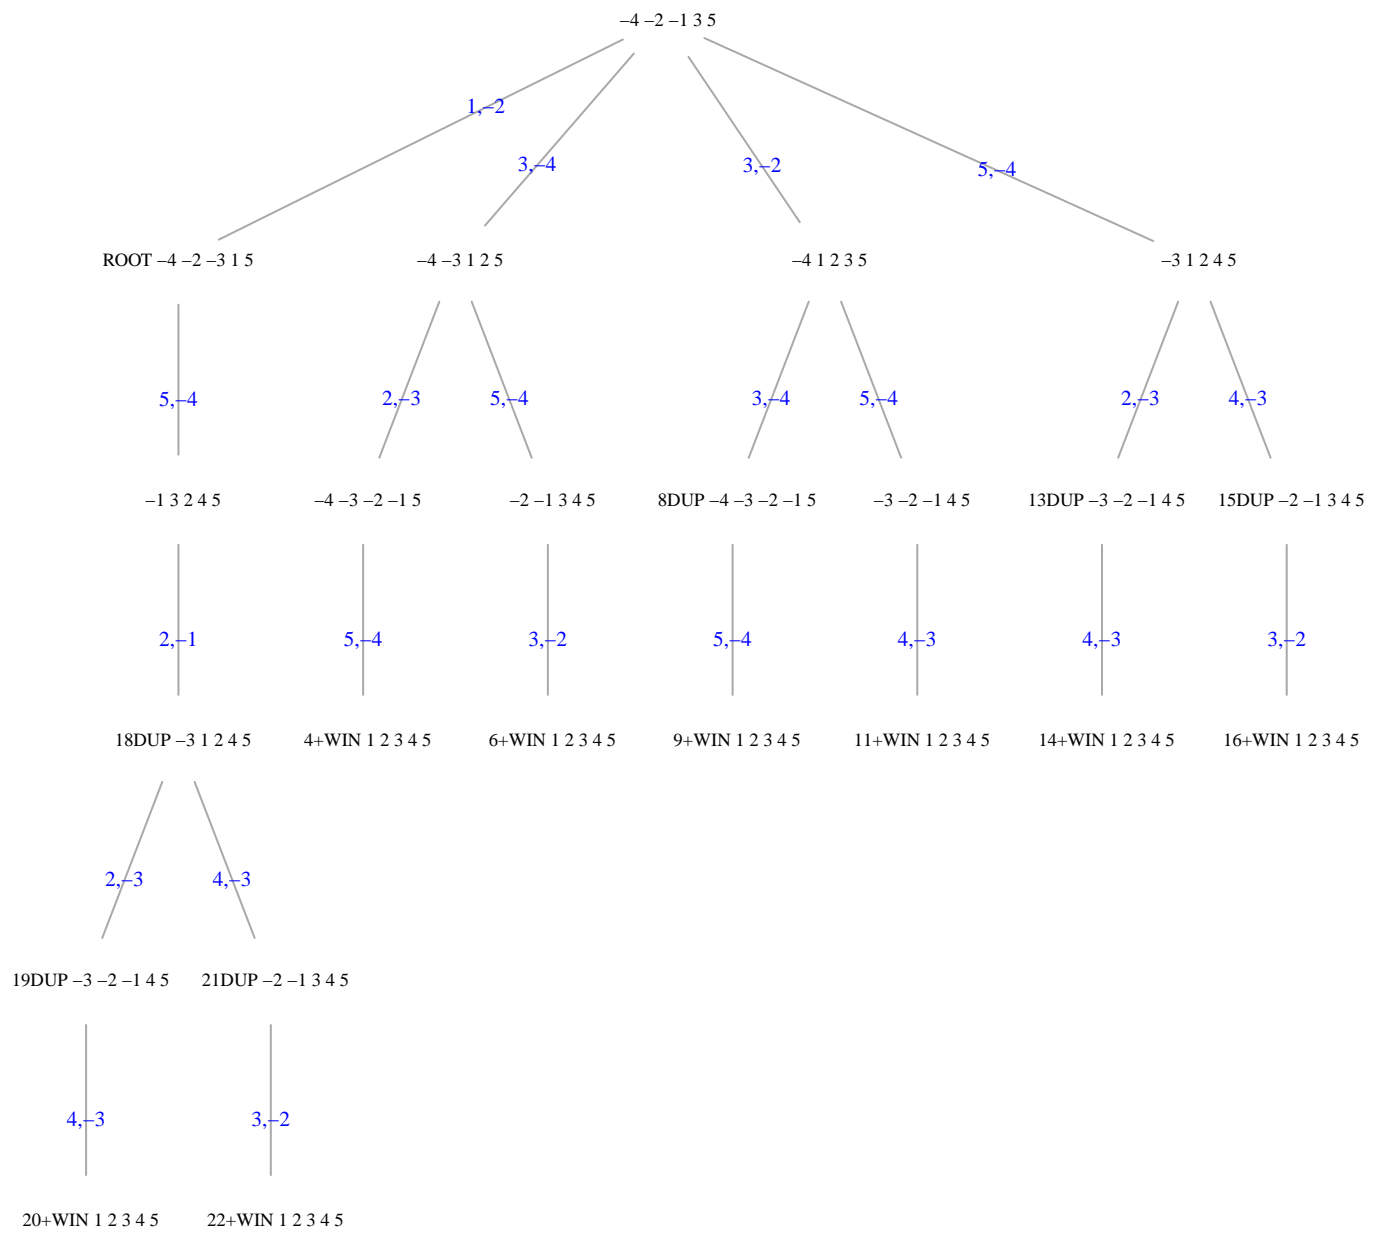 –4 –2 –1 3 5
1,–2
3,–4
3,–2
5,–4
ROOT –4 –2 –3 1 5
–4 –3 1 2 5
–4 1 2 3 5
–3 1 2 4 5
5,–4
2,–3
5,–4
3,–4
5,–4
2,–3
4,–3
–1 3 2 4 5
–4 –3 –2 –1 5
–2 –1 3 4 5
8DUP –4 –3 –2 –1 5
–3 –2 –1 4 5
13DUP –3 –2 –1 4 5
15DUP –2 –1 3 4 5
2,–1
5,–4
3,–2
5,–4
4,–3
4,–3
3,–2
18DUP –3 1 2 4 5
4+WIN 1 2 3 4 5
6+WIN 1 2 3 4 5
9+WIN 1 2 3 4 5
11+WIN 1 2 3 4 5
14+WIN 1 2 3 4 5
16+WIN 1 2 3 4 5
2,–3
4,–3
19DUP –3 –2 –1 4 5
21DUP –2 –1 3 4 5
4,–3
3,–2
20+WIN 1 2 3 4 5
22+WIN 1 2 3 4 5